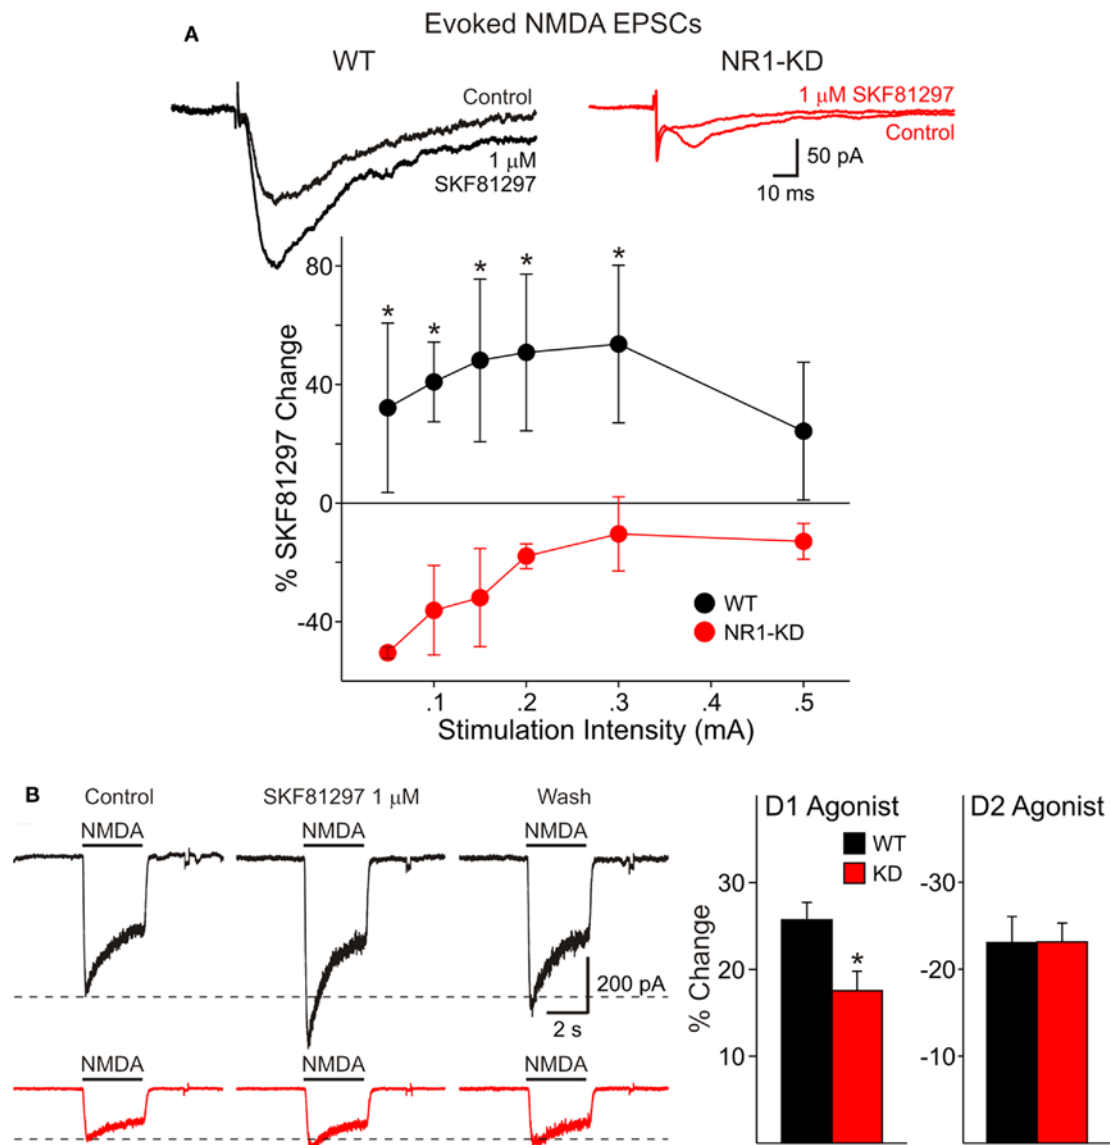 A
Evoked NMDA EPSCs
WT
NR1-KD
Control
1 μM
SKF81297
1 μM SKF81297
Control
50 pA
10 ms
% SKF81297 Change
80
40
0
-40
*
*
*
*
*
WT
NR1-KD
.1 .2 .3 .4 .5
Stimulation Intensity (mA)
B
Control SKF81297 1 μM Wash
NMDA NMDA NMDA
200 pA
2 s
NMDA NMDA NMDA
D1 Agonist
WT
KD
% Change
30
20
10
*
D2 Agonist
-30
-20
-10